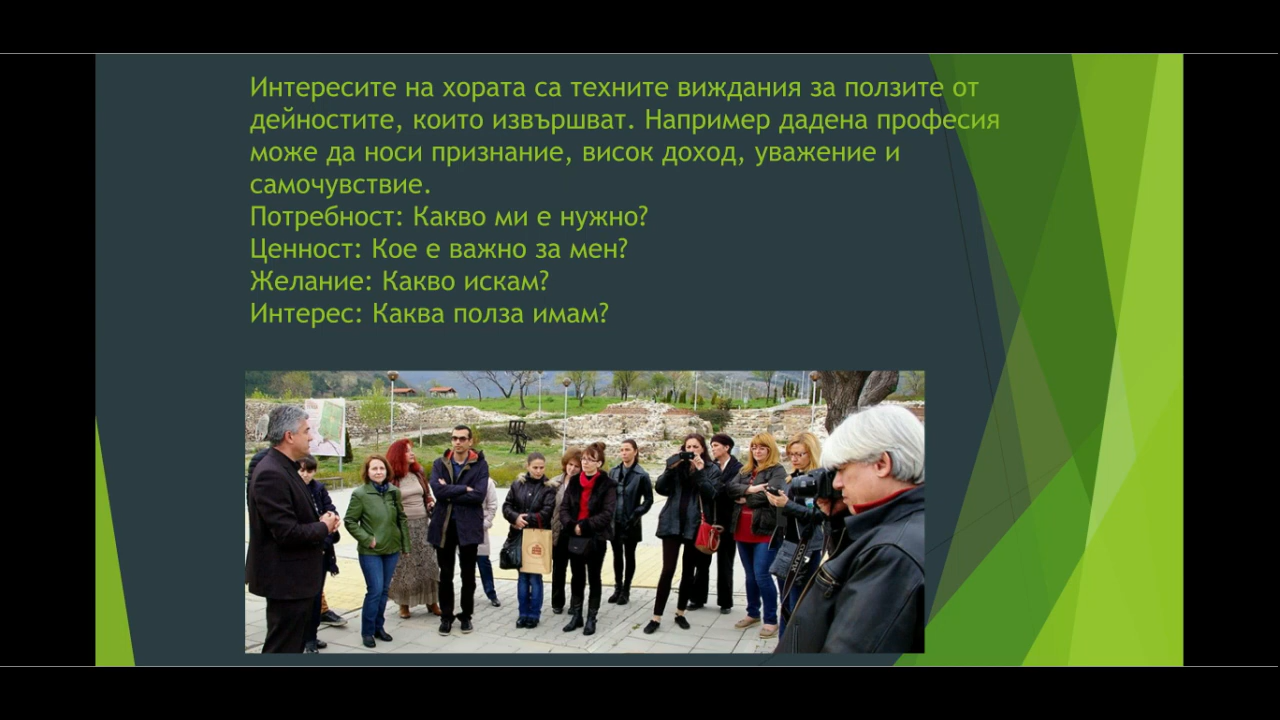 Интересите на хората са техните виждания за ползите от
дейностите, които извършват. Например дадена професия
може да носи признание, висок доход, уважение и
самочувствие.
Потребност: Какво ми е нужно?
Ценност: Кое е важно за мен?
Желание: Какво искам?
Интерес: Каква полза имам?